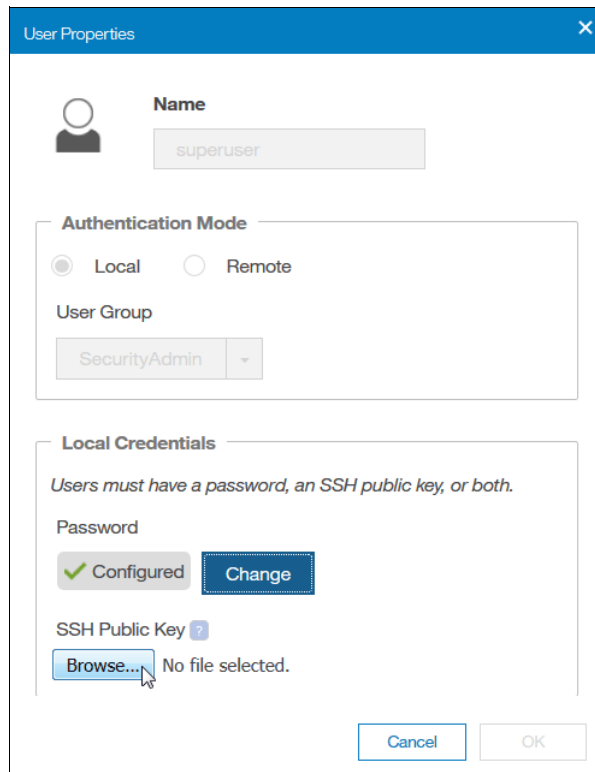 User Properties
Name
superuser
Authentication Mode
Local Remote
User Group
SecurityAdmin
Local Credentials
Users must have a password, an SSH public key, or both.
Password
Configured Change
SSH Public Key ?
Browse... No file selected.
Cancel OK